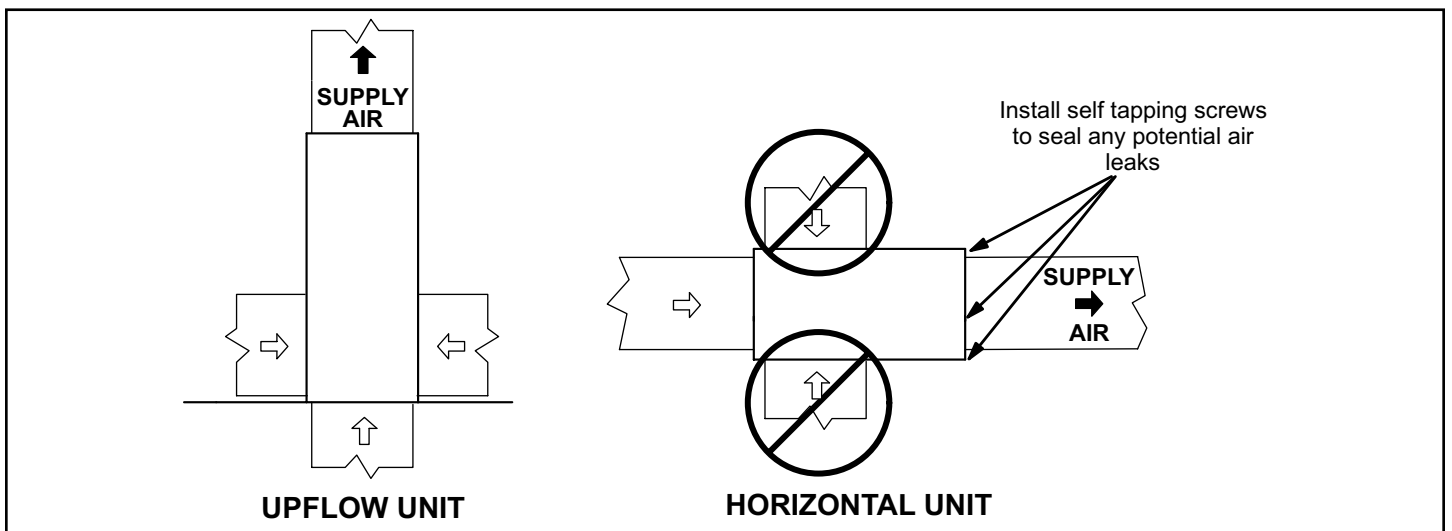 SUPPLY
AIR
UPFLOW UNIT
Install self tapping screws
to seal any potential air
leaks
SUPPLY
AIR
HORIZONTAL UNIT